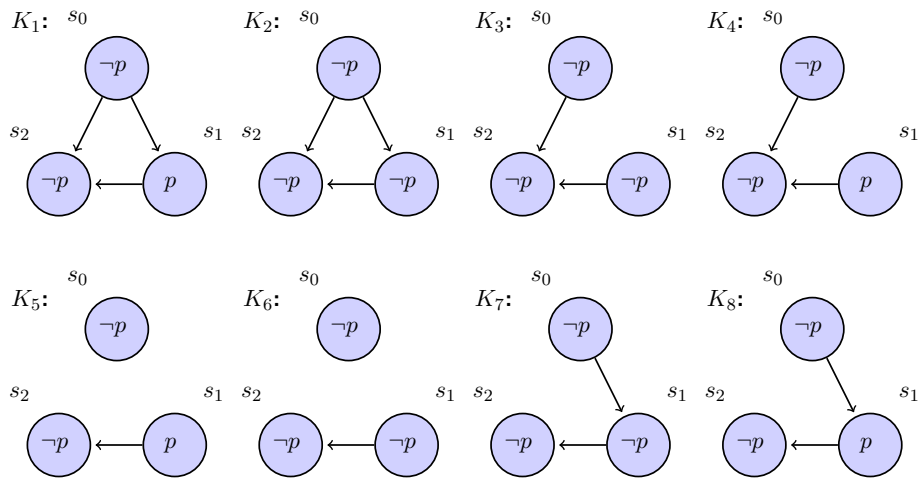 K₁: s₀ K₂: s₀ K₃: s₀ K₄: s₀
¬p ¬p ¬p ¬p
s₂ s₁ s₂ s₁ s₂ s₁ s₂ s₁
¬p p ¬p ¬p ¬p ¬p ¬p p
s₀ s₀ s₀ s₀
K₅: K₆: K₇: K₈:
¬p ¬p ¬p ¬p
s₂ s₁ s₂ s₁ s₂ s₁ s₂ s₁
¬p p ¬p ¬p ¬p ¬p ¬p p